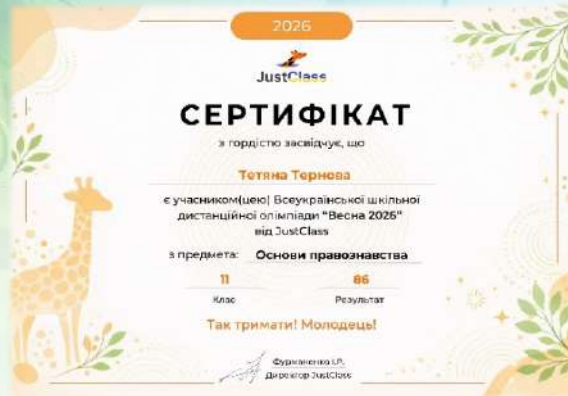 2026
JustClass
СЕРТИФІКАТ
з гордістю засвідчує, що
Тетяна Тернова
є учасником(цею) Всеукраїнської шкільної
дистанційної олімпіади "Весна 2026"
від JustClass
з предмета: Основи правознавства
11 86
Клас Результат
Так тримати! Молодець!
Фурманенко І.Р.
Директор JustClass